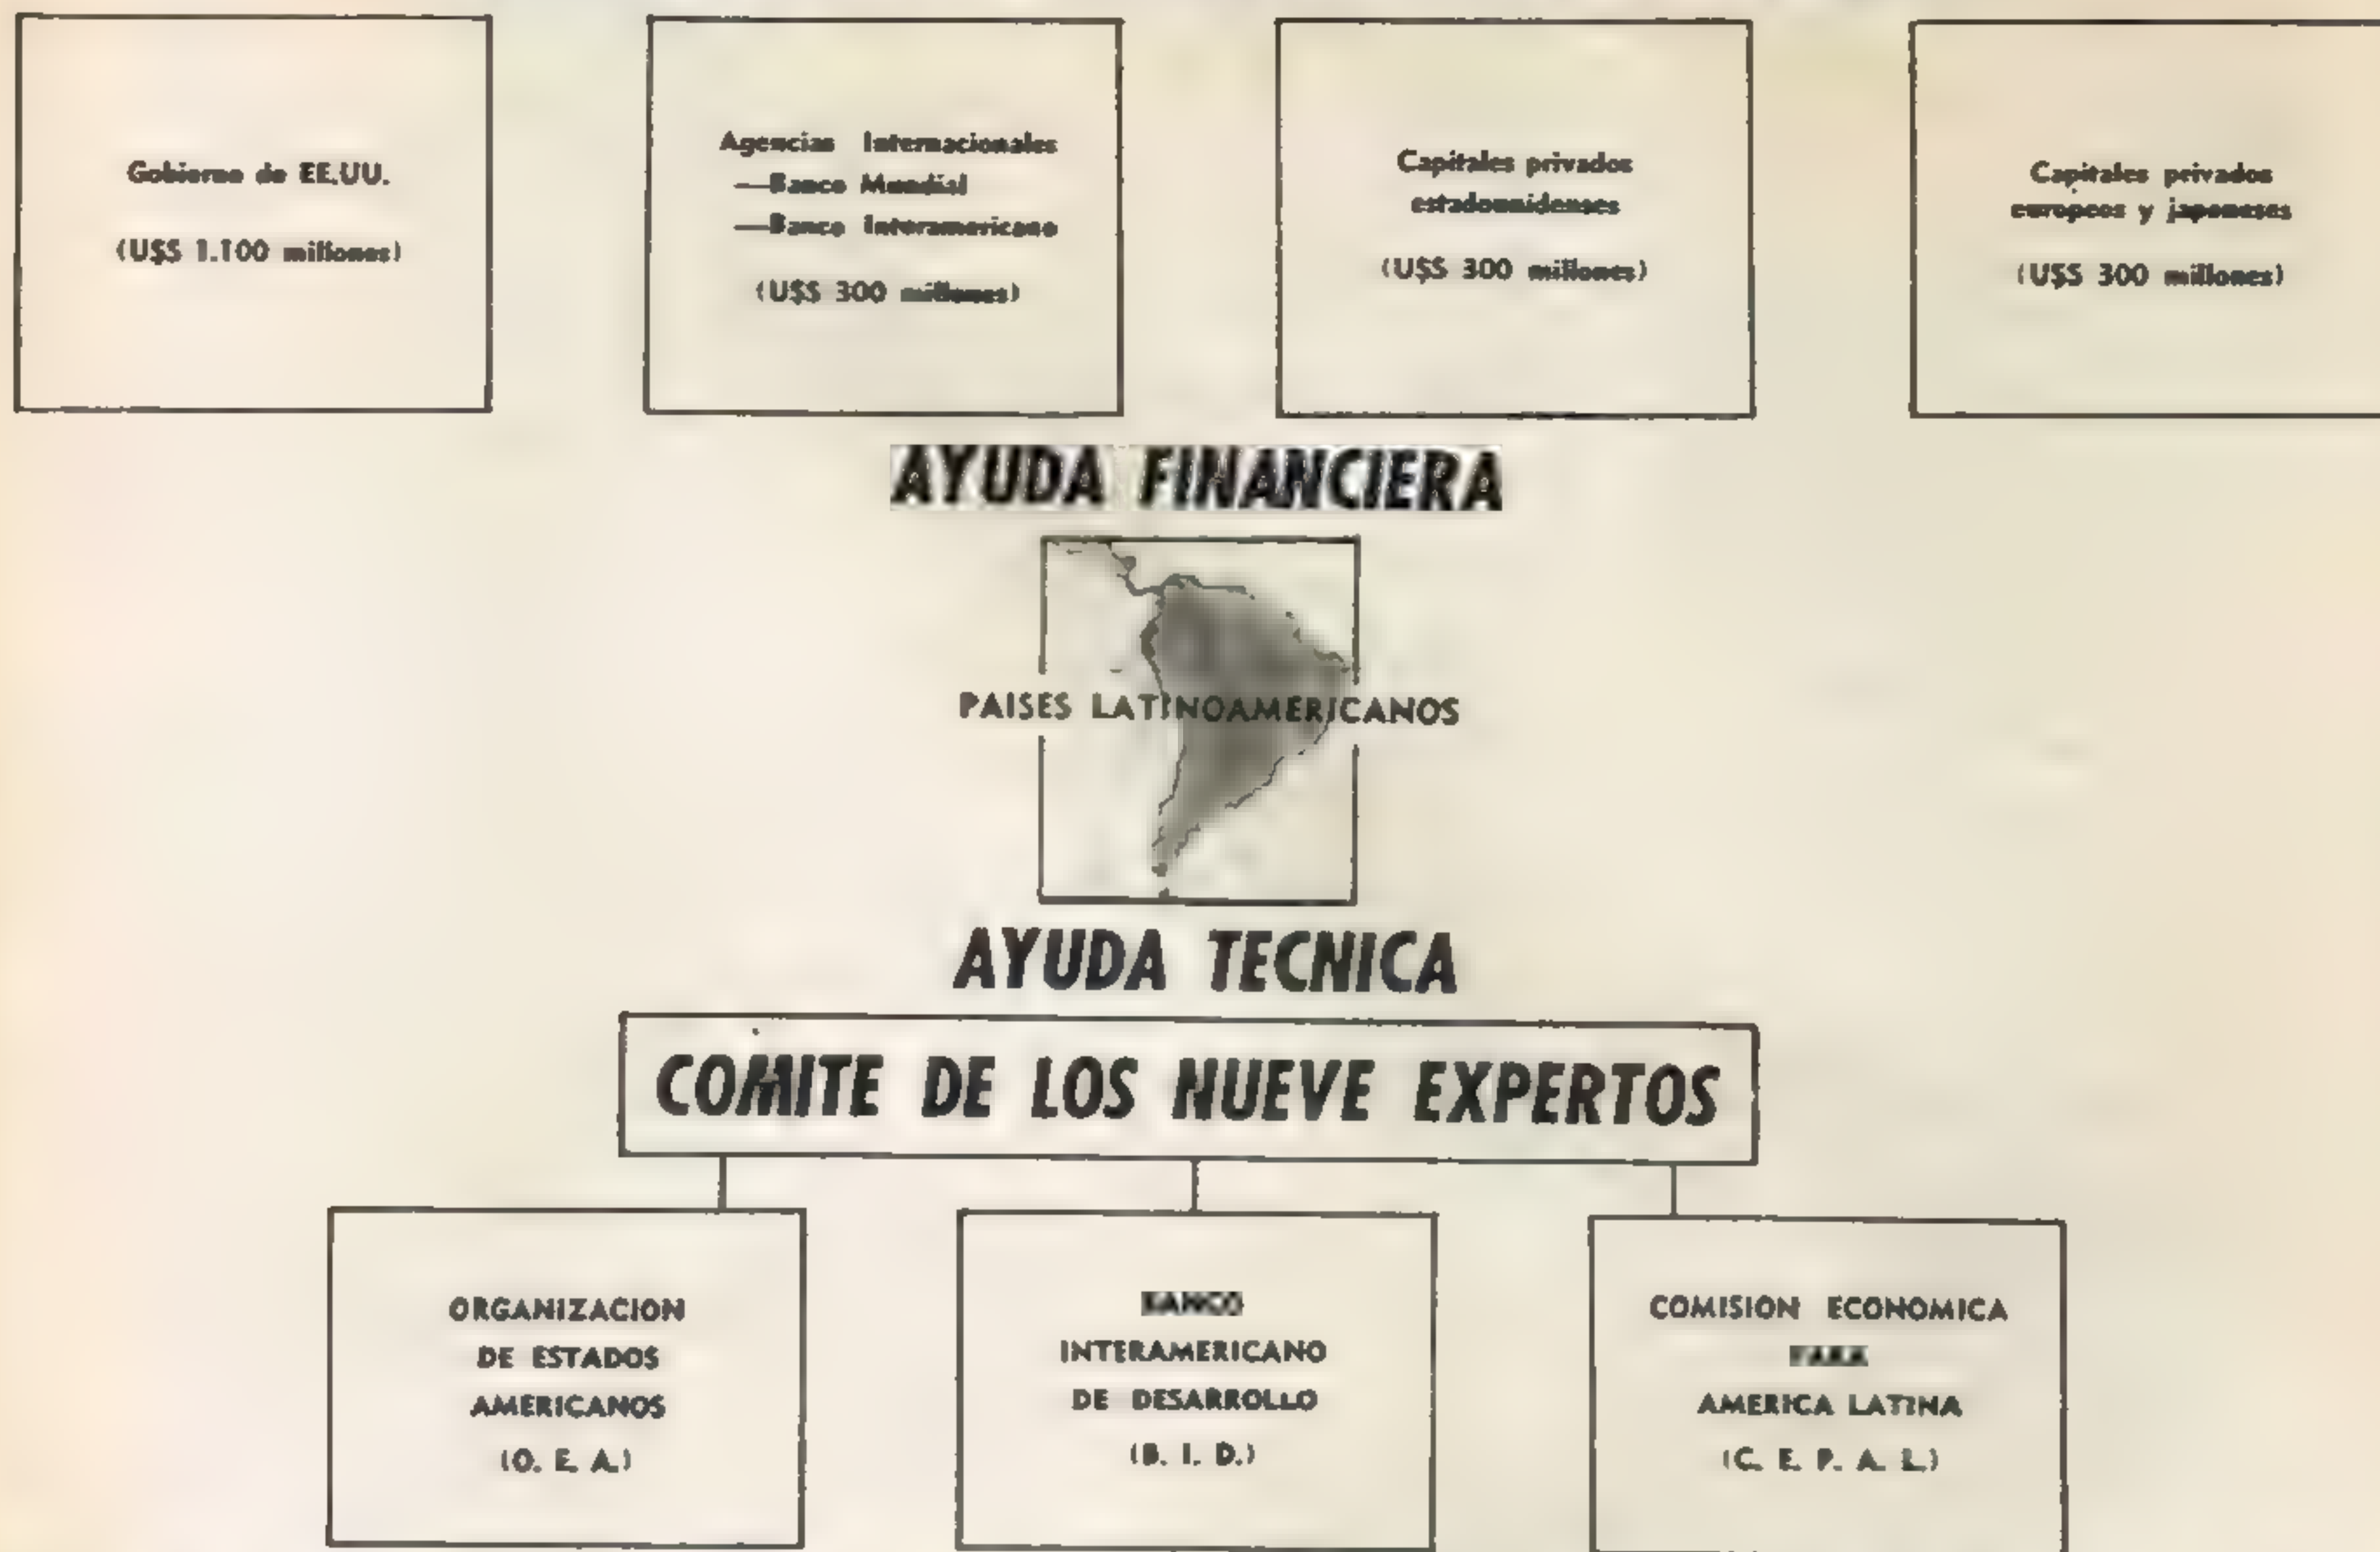 Gobierno de EE.UU.
(U$S 1.100 millones)
Agencias Internacionales
—Banco Mundial
—Banco Interamericano
(U$S 300 millones)
Capitales privados
estadounidenses
(U$S 300 millones)
Capitales privados
europeos y japoneses
(U$S 300 millones)
AYUDA FINANCIERA
PAISES LATINOAMERICANOS
AYUDA TECNICA
COMITE DE LOS NUEVE EXPERTOS
ORGANIZACION
DE ESTADOS
AMERICANOS
(O. E. A.)
BANCO
INTERAMERICANO
DE DESARROLLO
(B. I. D.)
COMISION ECONOMICA
PARA
AMERICA LATINA
(C. E. P. A. L.)